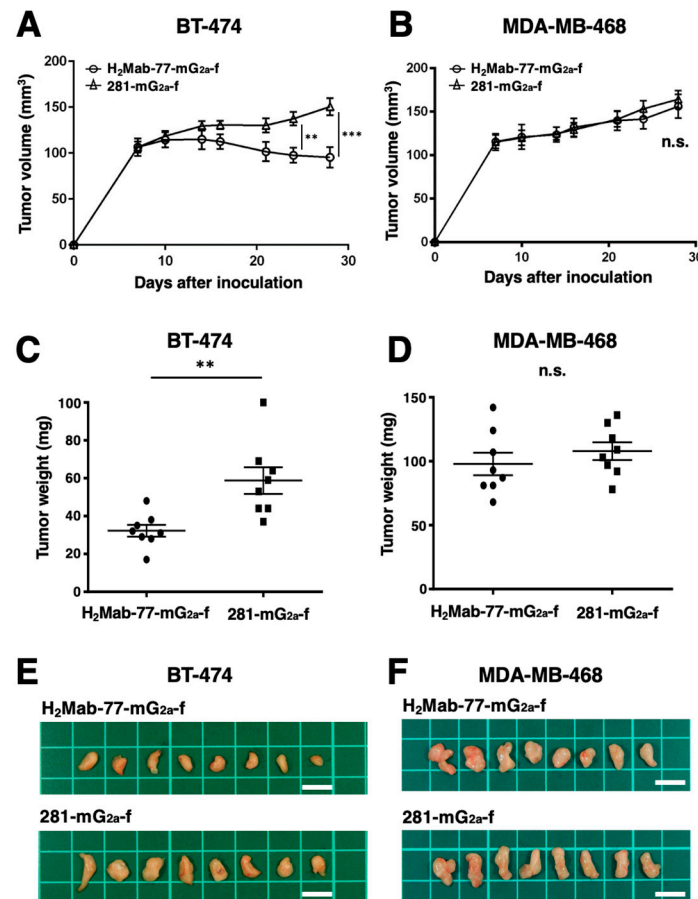 A
BT-474
Tumor volume (mm³)
200
150
100
50
0
H₂Mab-77-mG₂ₐ-f
281-mG₂ₐ-f
**
***
0
10
20
30
Days after inoculation
B
MDA-MB-468
Tumor volume (mm³)
200
150
100
50
0
H₂Mab-77-mG₂ₐ-f
281-mG₂ₐ-f
n.s.
0
10
20
30
Days after inoculation
C
BT-474
**
Tumor weight (mg)
100
80
60
40
20
0
H₂Mab-77-mG₂ₐ-f
281-mG₂ₐ-f
D
MDA-MB-468
n.s.
Tumor weight (mg)
150
100
50
0
H₂Mab-77-mG₂ₐ-f
281-mG₂ₐ-f
E
BT-474
H₂Mab-77-mG₂ₐ-f
281-mG₂ₐ-f
F
MDA-MB-468
H₂Mab-77-mG₂ₐ-f
281-mG₂ₐ-f